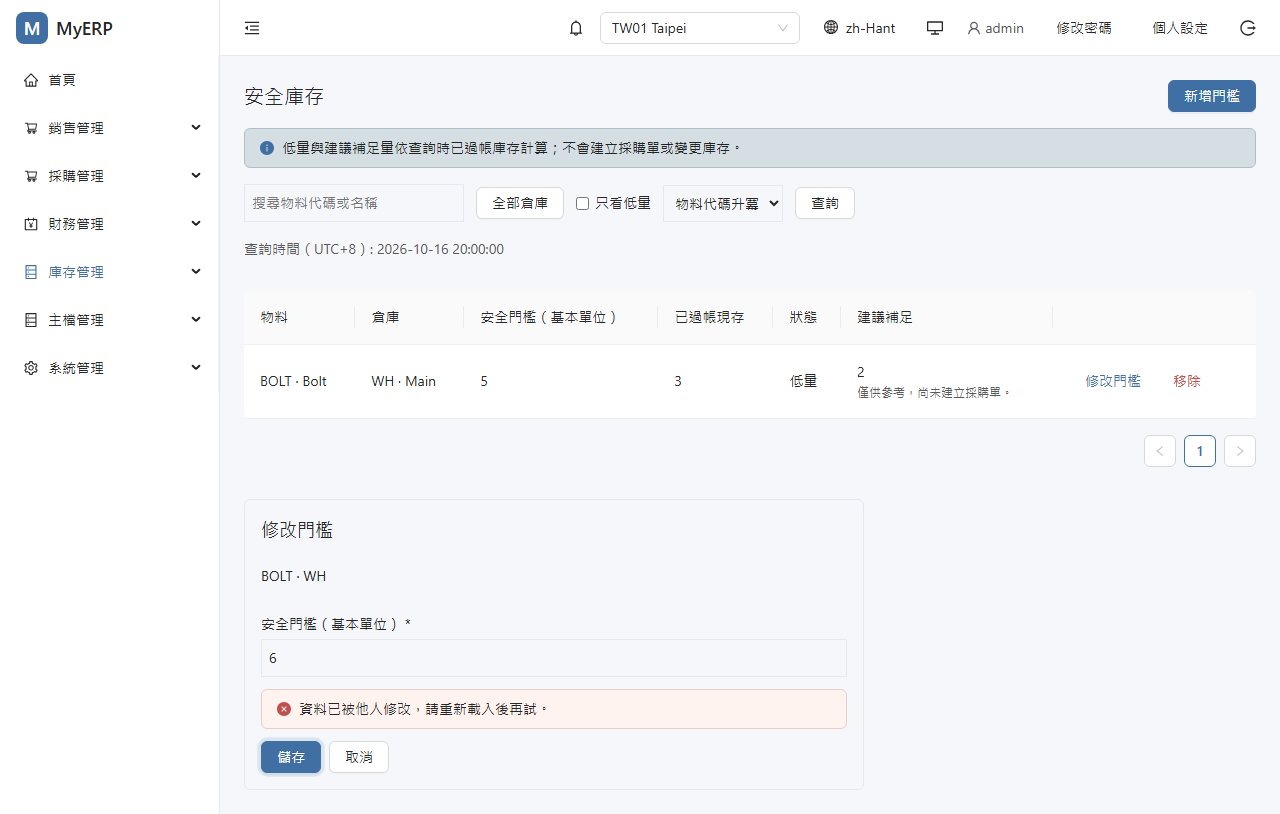 M MyERP
TW01 Taipei
zh-Hant
admin
修改密碼
個人設定
首頁
銷售管理
採購管理
財務管理
庫存管理
主檔管理
系統管理
安全庫存
新增門檻
低量與建議補足量依查詢時已過帳庫存計算；不會建立採購單或變更庫存。
搜尋物料代碼或名稱
全部倉庫
只看低量
物料代碼升冪
查詢
查詢時間（UTC+8）: 2026-10-16 20:00:00
物料 倉庫 安全門檻（基本單位） 已過帳現存 狀態 建議補足
BOLT · Bolt WH · Main 5 3 低量 2 修改門檻 移除
僅供參考，尚未建立採購單。
1
修改門檻
BOLT · WH
安全門檻（基本單位） *
6
資料已被他人修改，請重新載入後再試。
儲存 取消